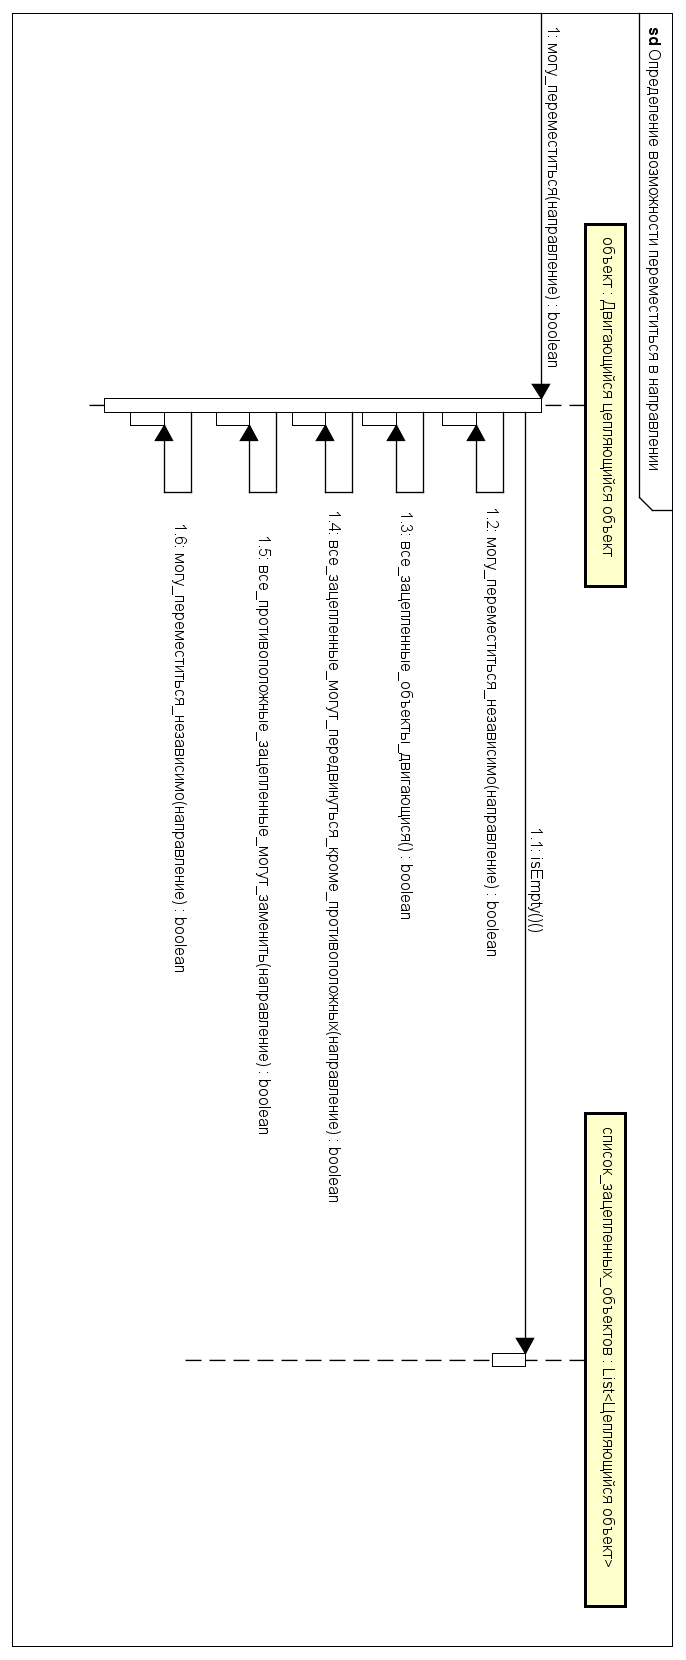 sd Определение возможности переместиться в направлении
объект : Двигающийся цепляющийся объект
список_зацепленных_объектов : List<Цепляющийся объект>
1: могу_переместиться(направление) : boolean
1.1: isEmpty()()
1.2: могу_переместиться_независимо(направление) : boolean
1.3: все_зацепленные_объекты_двигающися() : boolean
1.4: все_зацепленные_могут_передвинуться_кроме_противоположных(направление) : boolean
1.5: все_противоположные_зацепленные_могут_заменить(направление) : boolean
1.6: могу_переместиться_независимо(направление) : boolean